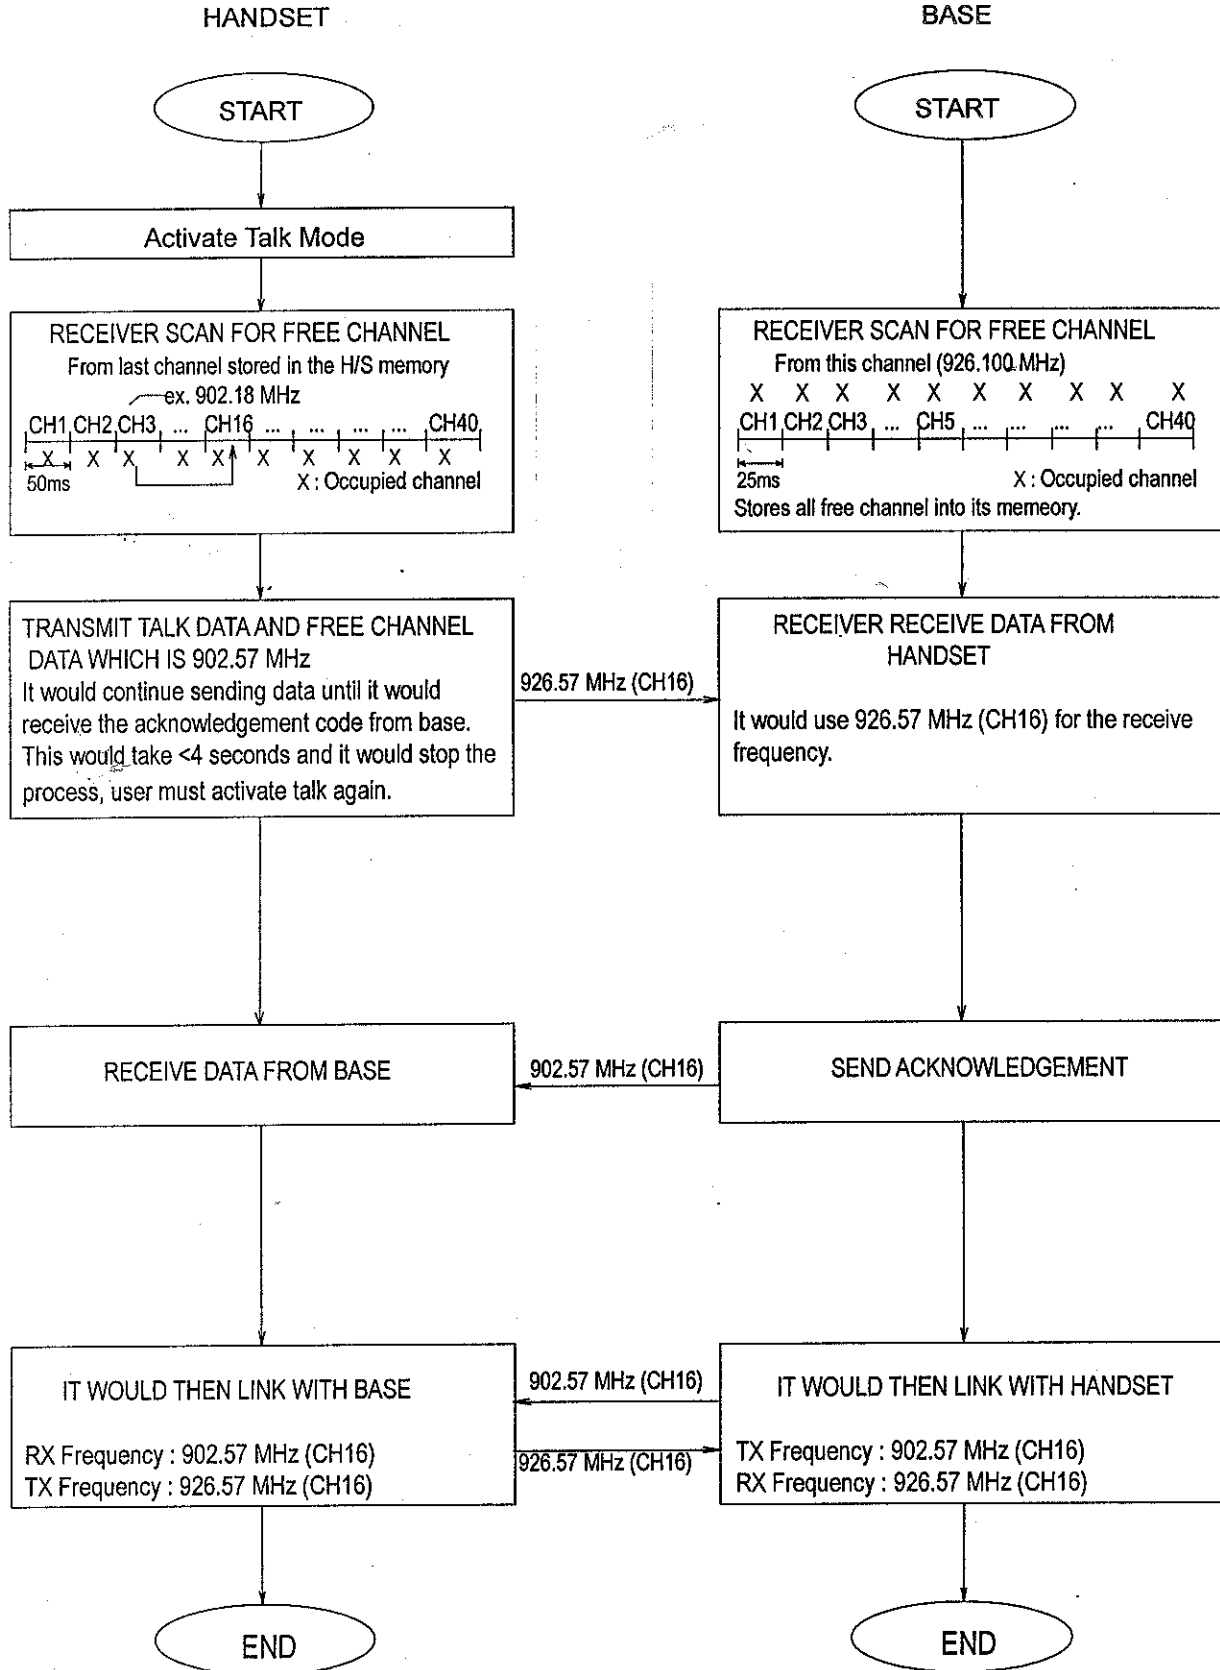 HANDSET
START
Activate Talk Mode
RECEIVER SCAN FOR FREE CHANNEL
From last channel stored in the H/S memory
ex. 902.18 MHz
CH1 CH2 CH3 ... CH16 ... ... ... ... CH40
X X X X X X X X X X
50ms
X : Occupied channel
TRANSMIT TALK DATA AND FREE CHANNEL
DATA WHICH IS 902.57 MHz
It would continue sending data until it would
receive the acknowledgement code from base.
This would take <4 seconds and it would stop the
process, user must activate talk again.
926.57 MHz (CH16)
RECEIVE DATA FROM BASE
902.57 MHz (CH16)
IT WOULD THEN LINK WITH BASE
RX Frequency : 902.57 MHz (CH16)
TX Frequency : 926.57 MHz (CH16)
902.57 MHz (CH16)
926.57 MHz (CH16)
END
BASE
START
RECEIVER SCAN FOR FREE CHANNEL
From this channel (926.100 MHz)
X X X X X X X X X X
CH1 CH2 CH3 ... CH5 ... ... ... ... CH40
25ms
X : Occupied channel
Stores all free channel into its memeory.
RECEIVER RECEIVE DATA FROM
HANDSET
It would use 926.57 MHz (CH16) for the receive
frequency.
SEND ACKNOWLEDGEMENT
IT WOULD THEN LINK WITH HANDSET
TX Frequency : 902.57 MHz (CH16)
RX Frequency : 926.57 MHz (CH16)
END